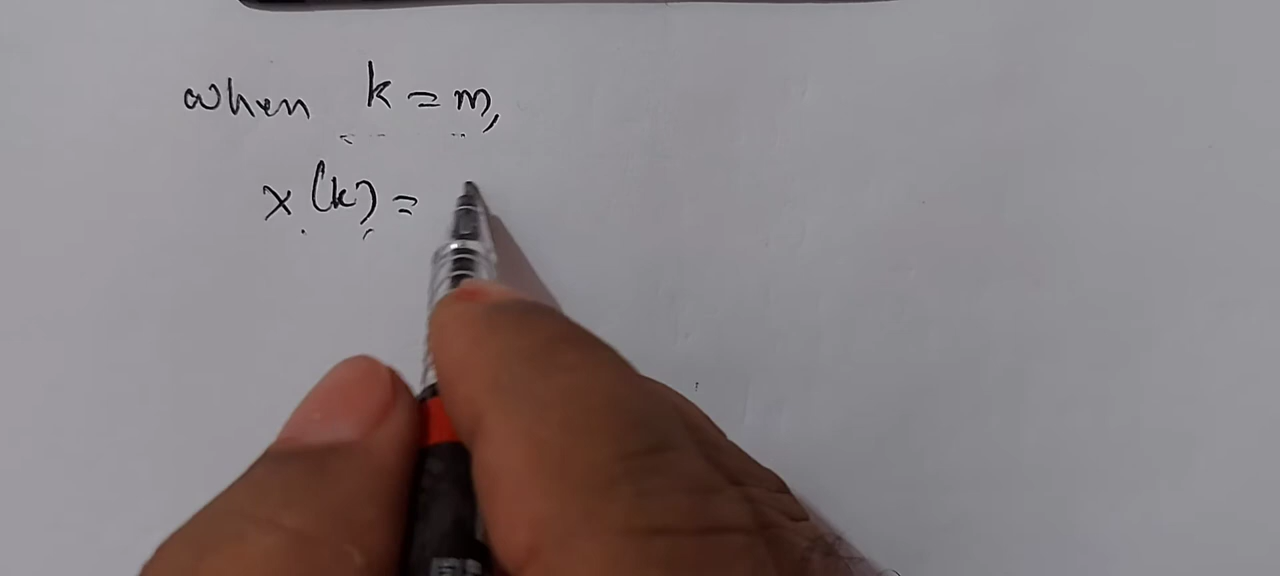 when k = m,
x(k) =